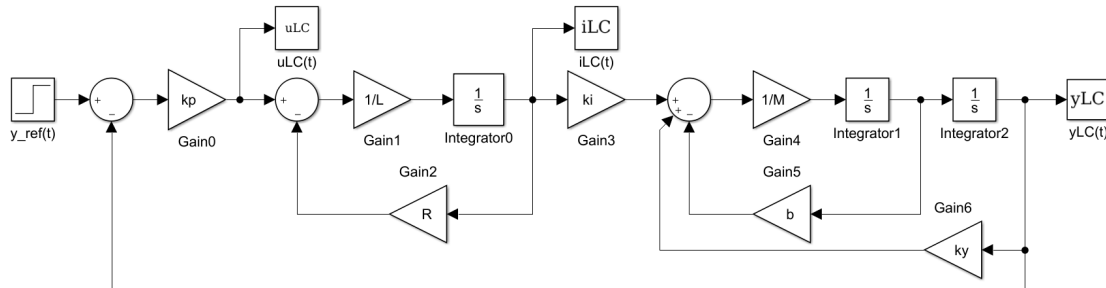 uLC
uLC(t)
iLC
iLC(t)
y_ref(t)
+
−
kp
Gain0
+
−
1/L
Gain1
1
s
Integrator0
ki
Gain3
+
+
−
1/M
Gain4
1
s
Integrator1
1
s
Integrator2
yLC
yLC(t)
Gain2
R
Gain5
b
Gain6
ky